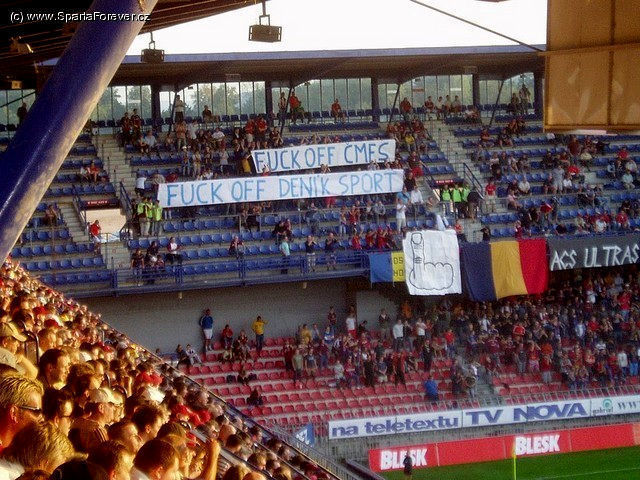 (c) www.SpartaForever.cz
FUCK OFF CMFS
FUCK OFF DENIK SPORT
ACS ULTRAS
na teletextu TV NOVA
BLESK
BLESK